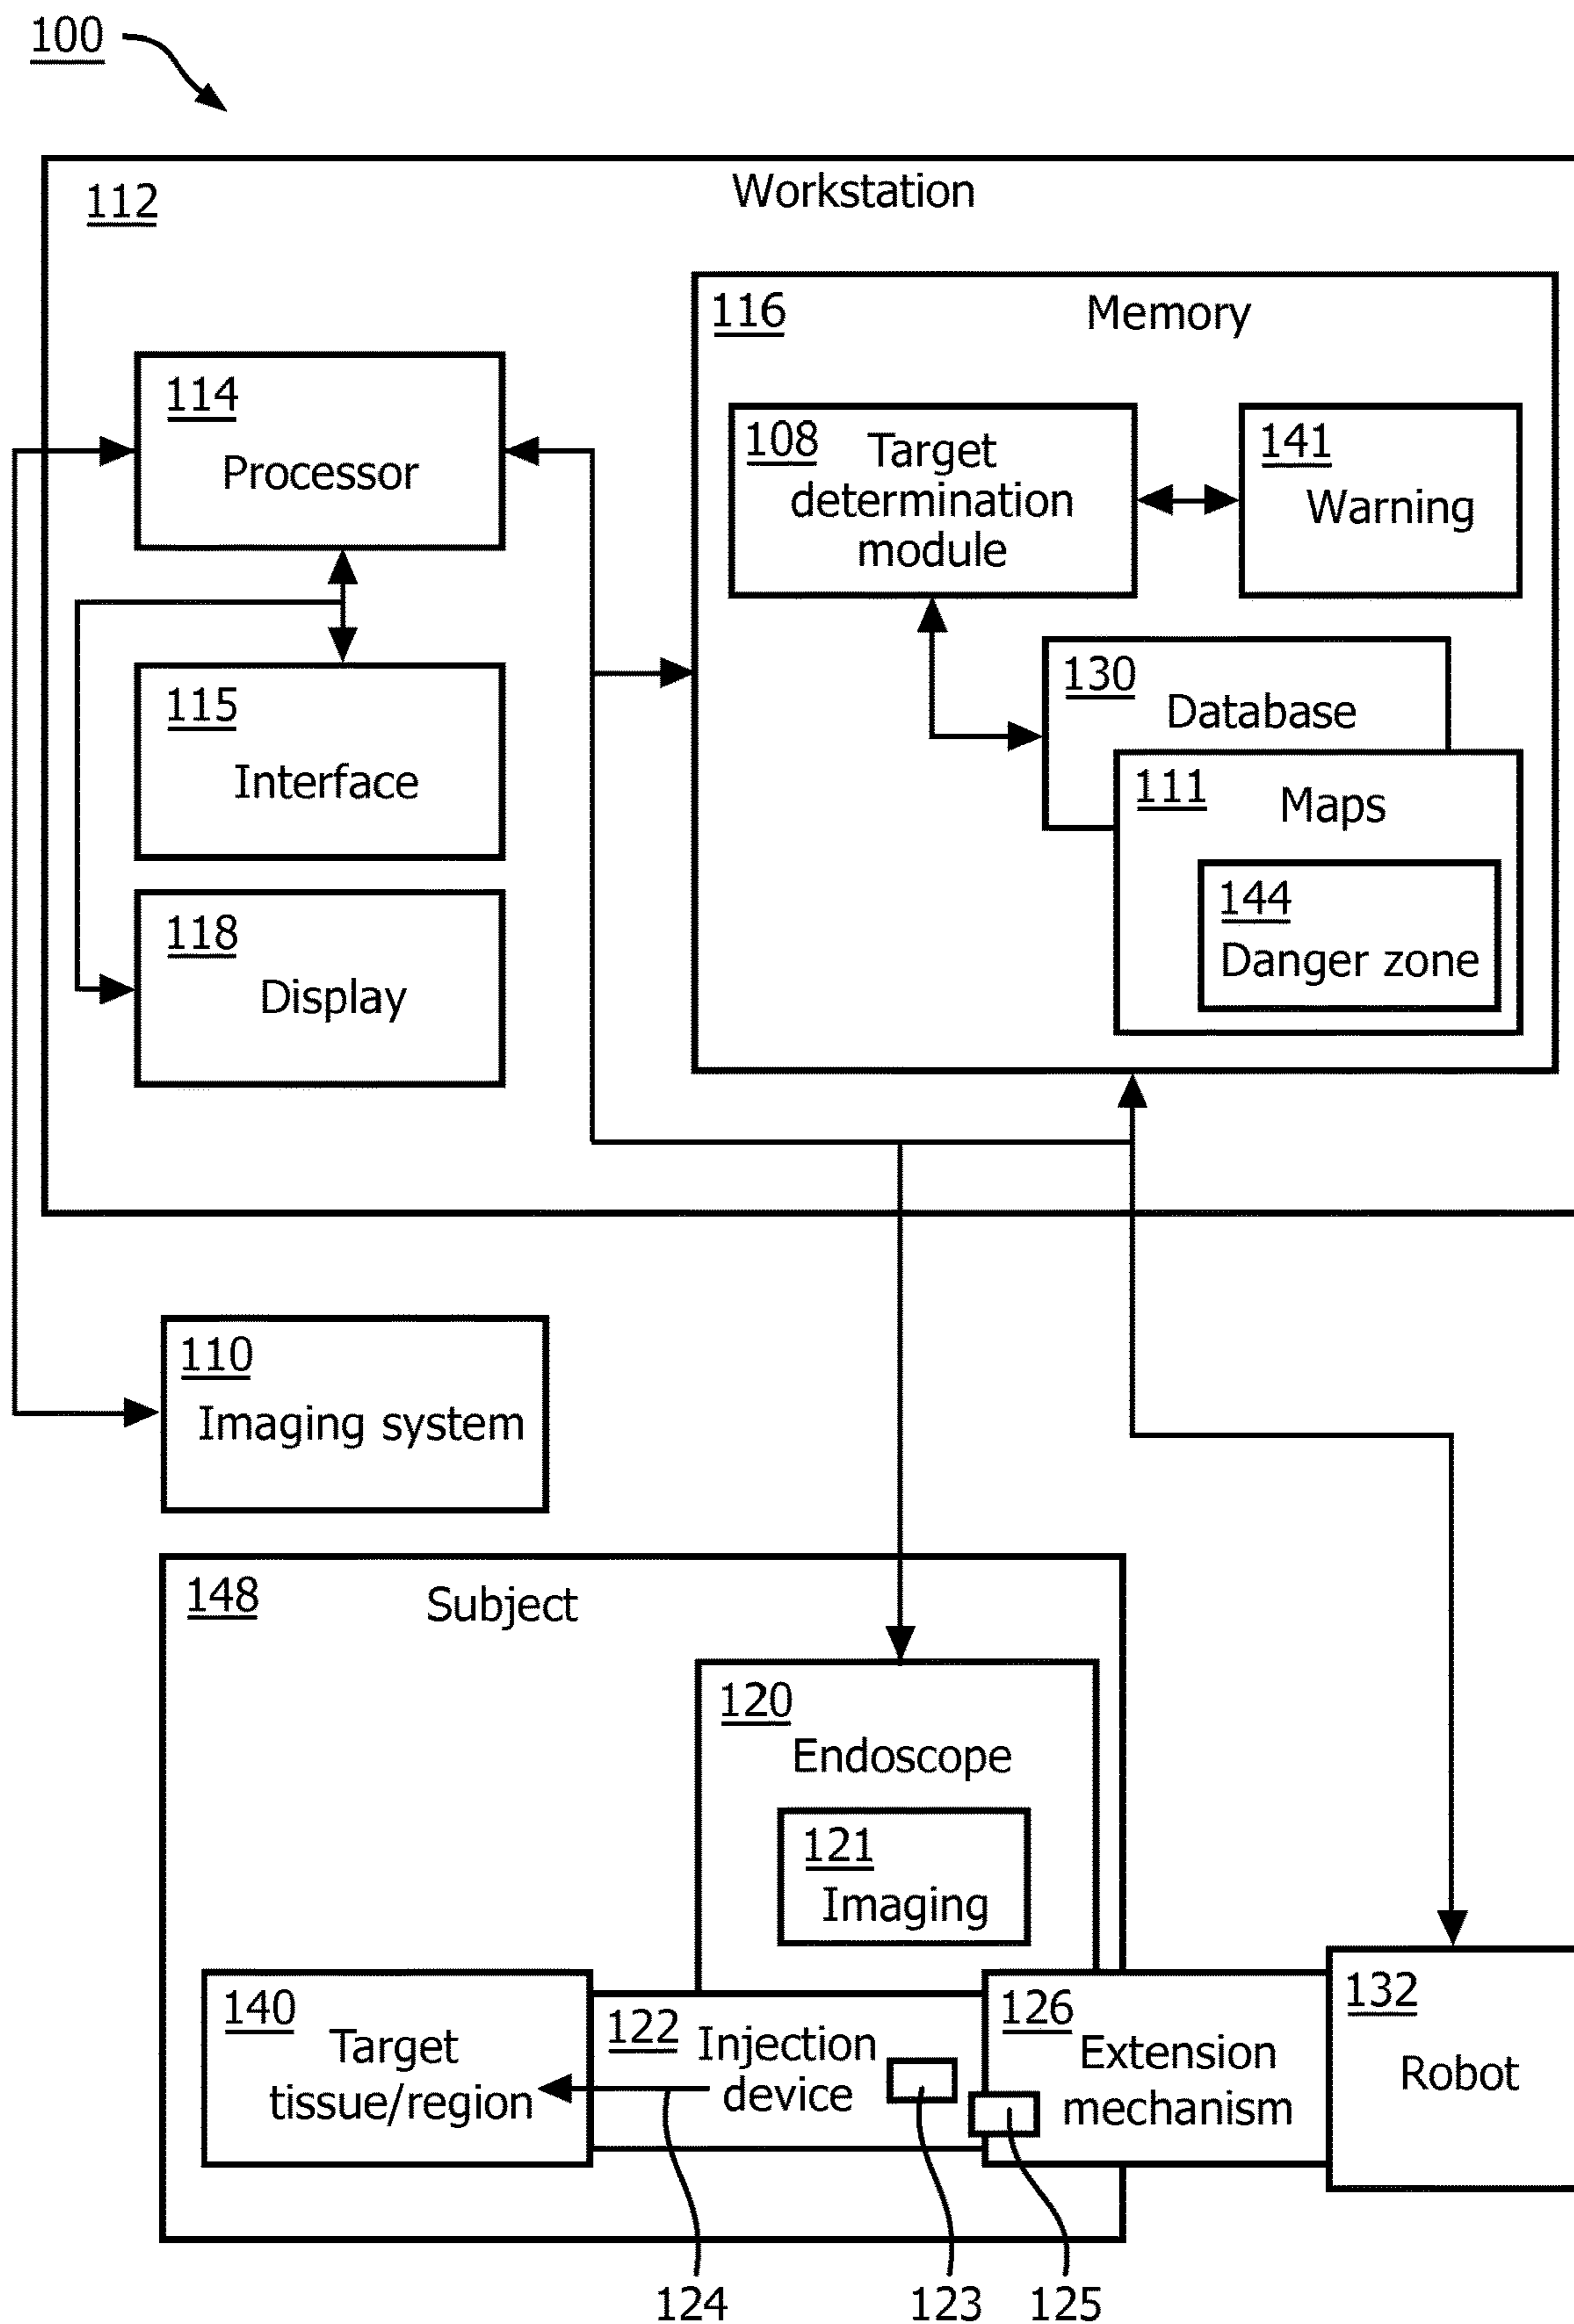 100
112
Workstation
116
Memory
114
Processor
108
Target
determination
module
141
Warning
115
Interface
130
Database
111
Maps
144
Danger zone
118
Display
110
Imaging system
148
Subject
120
Endoscope
121
Imaging
140
Target
tissue/region
122
Injection
device
126
Extension
mechanism
132
Robot
124
123
125